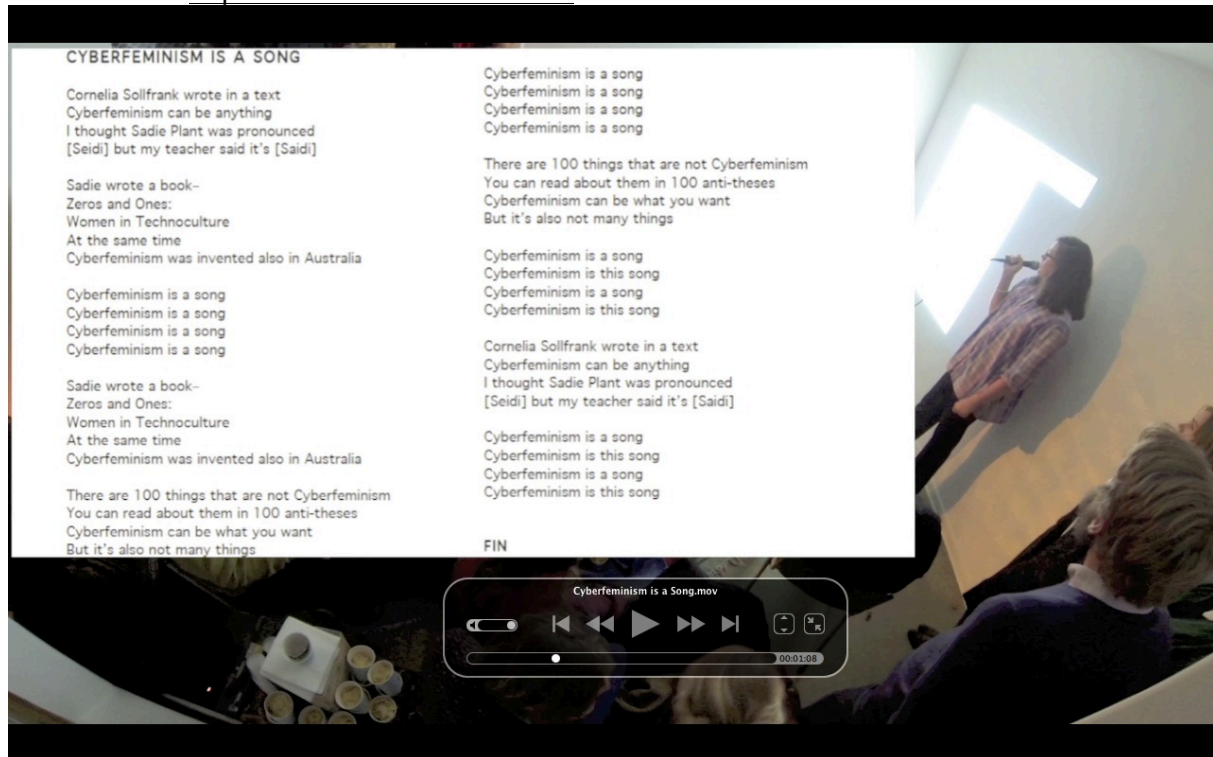 CYBERFEMINISM IS A SONG
Cornelia Sollfrank wrote in a text
Cyberfeminism can be anything
I thought Sadie Plant was pronounced
[Seidi] but my teacher said it's [Saidi]
Sadie wrote a book–
Zeros and Ones:
Women in Technoculture
At the same time
Cyberfeminism was invented also in Australia
Cyberfeminism is a song
Cyberfeminism is a song
Cyberfeminism is a song
Cyberfeminism is a song
Sadie wrote a book–
Zeros and Ones:
Women in Technoculture
At the same time
Cyberfeminism was invented also in Australia
There are 100 things that are not Cyberfeminism
You can read about them in 100 anti-theses
Cyberfeminism can be what you want
But it's also not many things
Cyberfeminism is a song
Cyberfeminism is a song
Cyberfeminism is a song
Cyberfeminism is a song
There are 100 things that are not Cyberfeminism
You can read about them in 100 anti-theses
Cyberfeminism can be what you want
But it's also not many things
Cyberfeminism is a song
Cyberfeminism is this song
Cyberfeminism is a song
Cyberfeminism is this song
Cornelia Sollfrank wrote in a text
Cyberfeminism can be anything
I thought Sadie Plant was pronounced
[Seidi] but my teacher said it's [Saidi]
Cyberfeminism is a song
Cyberfeminism is this song
Cyberfeminism is a song
Cyberfeminism is this song
FIN
Cyberfeminism is a Song.mov
00:01:08